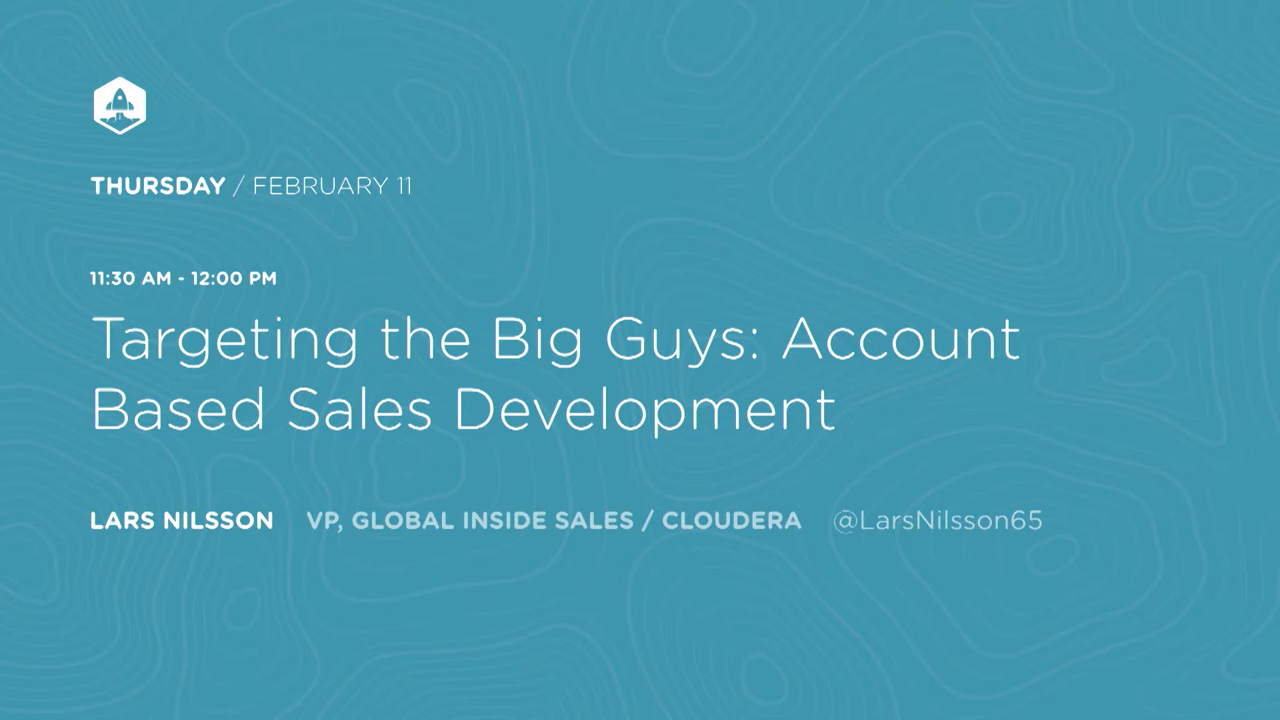 THURSDAY / FEBRUARY 11
11:30 AM - 12:00 PM
Targeting the Big Guys: Account
Based Sales Development
LARS NILSSON VP, GLOBAL INSIDE SALES / CLOUDERA @LarsNilsson65